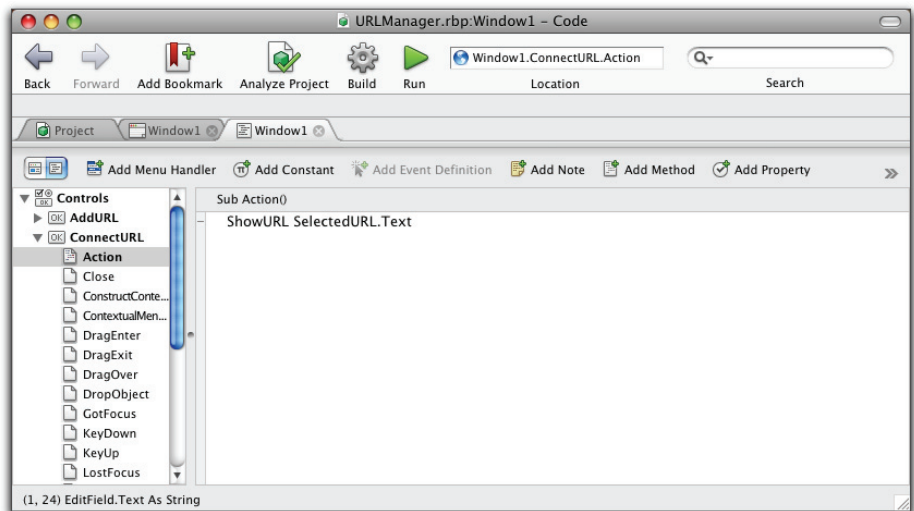 URLManager.rbp:Window1 – Code
Window1.ConnectURL.Action
Back Forward Add Bookmark Analyze Project Build Run Location Search
Project Window1 Window1
Add Menu Handler Add Constant Add Event Definition Add Note Add Method Add Property
Controls
AddURL
ConnectURL
Action
Close
ConstructConte...
ContextualMen...
DragEnter
DragExit
DragOver
DropObject
GotFocus
KeyDown
KeyUp
LostFocus
Sub Action()
ShowURL SelectedURL.Text
(1, 24) EditField.Text As String